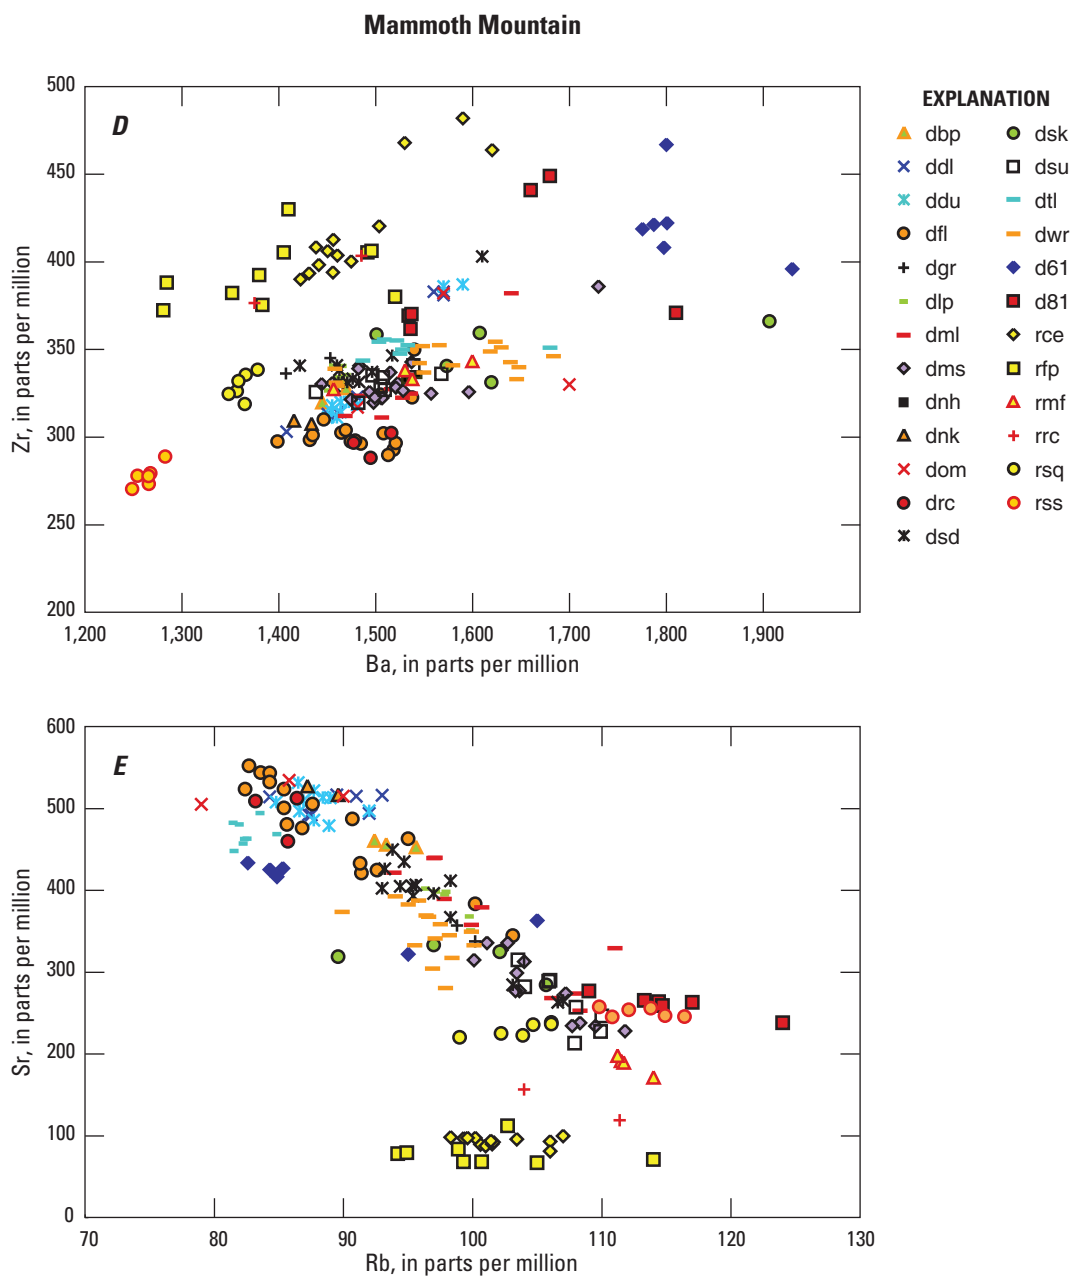 Mammoth Mountain
D
Zr, in parts per million
500
450
400
350
300
250
200
1,200
1,300
1,400
1,500
1,600
1,700
1,800
1,900
Ba, in parts per million
EXPLANATION
dbp
ddl
ddu
dfl
dgr
dlp
dml
dms
dnh
dnk
dom
drc
dsd
dsk
dsu
dtl
dwr
d61
d81
rce
rfp
rmf
rrc
rsq
rss
E
Sr, in parts per million
600
500
400
300
200
100
0
70
80
90
100
110
120
130
Rb, in parts per million